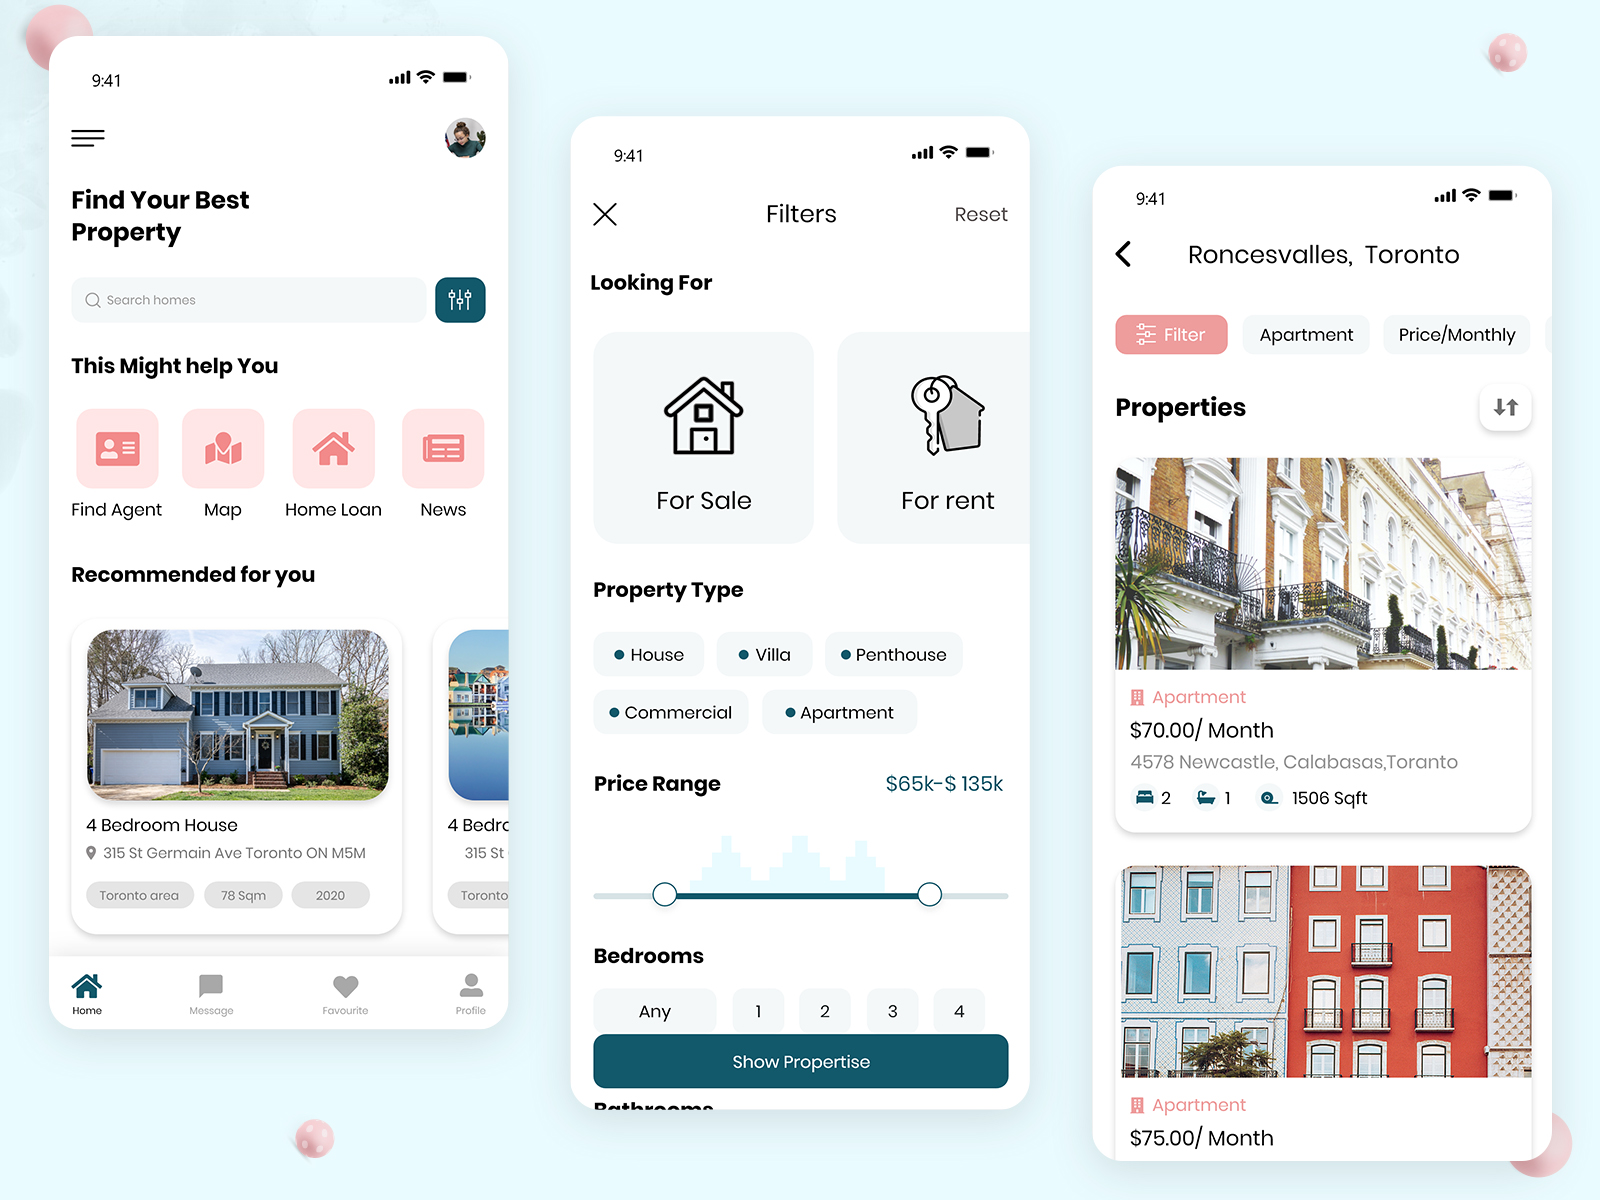 9:41
Find Your Best
Property
Search homes
This Might help You
Find Agent
Map
Home Loan
News
Recommended for you
4 Bedroom House
315 St Germain Ave Toronto ON M5M
Toronto area
78 Sqm
2020
4 Bedro
315 St
Toronto
Home
Message
Favourite
Profile
9:41
Filters
Reset
Looking For
For Sale
For rent
Property Type
House
Villa
Penthouse
Commercial
Apartment
Price Range
$65k-$ 135k
Bedrooms
Any
1
2
3
4
Show Propertise
Bathrooms
9:41
Roncesvalles, Toronto
Filter
Apartment
Price/Monthly
Properties
Apartment
$70.00/ Month
4578 Newcastle, Calabasas,Toronto
2
1
1506 Sqft
Apartment
$75.00/ Month